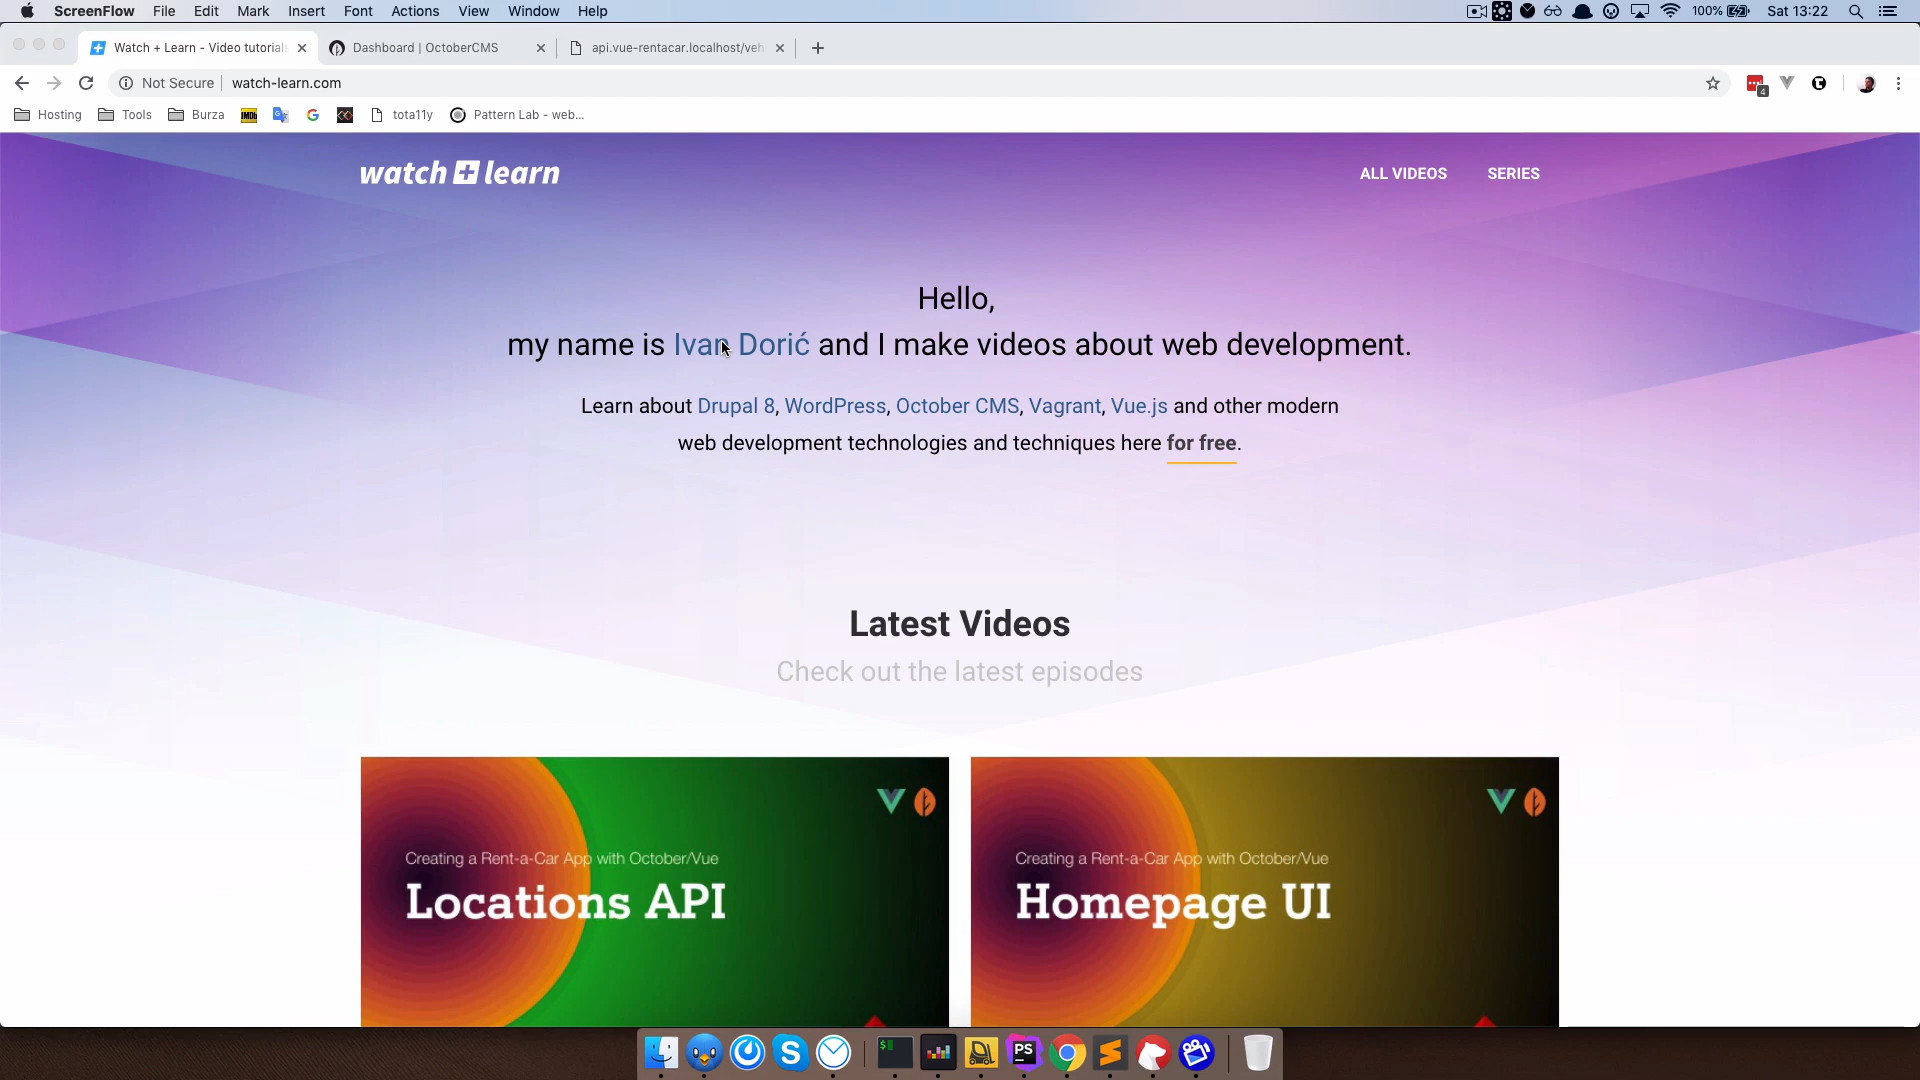 ScreenFlow File Edit Mark Insert Font Actions View Window Help 100% Sat 13:22
Watch + Learn - Video tutorials Dashboard | OctoberCMS api.vue-rentacar.localhost/veh
Not Secure watch-learn.com 4
Hosting Tools Burza IMDb tota11y Pattern Lab - web...
watch learn ALL VIDEOS SERIES
Hello,
my name is Ivan Dorić and I make videos about web development.
Learn about Drupal 8, WordPress, October CMS, Vagrant, Vue.js and other modern
web development technologies and techniques here for free.
Latest Videos
Check out the latest episodes
Creating a Rent-a-Car App with October/Vue
Locations API
Creating a Rent-a-Car App with October/Vue
Homepage UI
$ PS